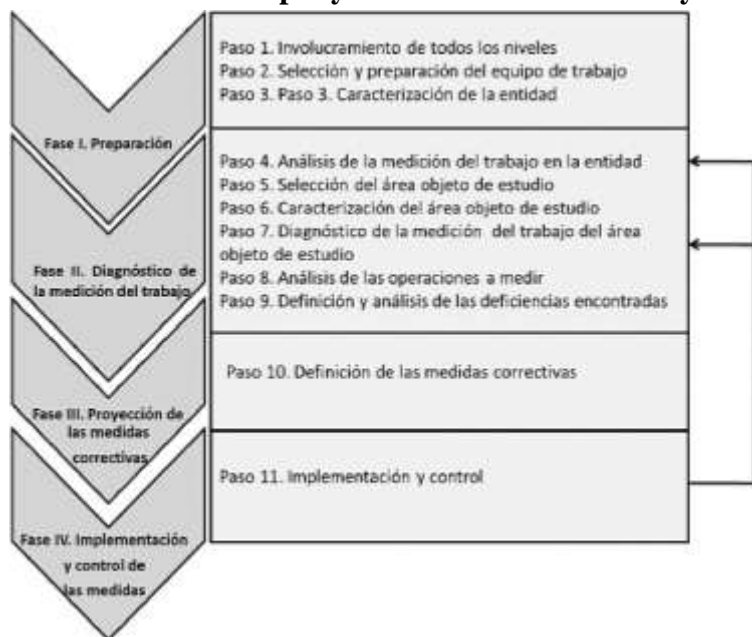 Fase I. Preparación
Paso 1. Involucramiento de todos los niveles
Paso 2. Selección y preparación del equipo de trabajo
Paso 3. Paso 3. Caracterización de la entidad
Fase II. Diagnóstico de
la medición del trabajo
Paso 4. Análisis de la medición del trabajo en la entidad
Paso 5. Selección del área objeto de estudio
Paso 6. Caracterización del área objeto de estudio
Paso 7. Diagnóstico de la medición del trabajo del área
objeto de estudio
Paso 8. Análisis de las operaciones a medir
Paso 9. Definición y análisis de las deficiencias encontradas
Fase III. Proyección de
las medidas
correctivas
Paso 10. Definición de las medidas correctivas
Fase IV. Implementación
y control de
las medidas
Paso 11. Implementación y control